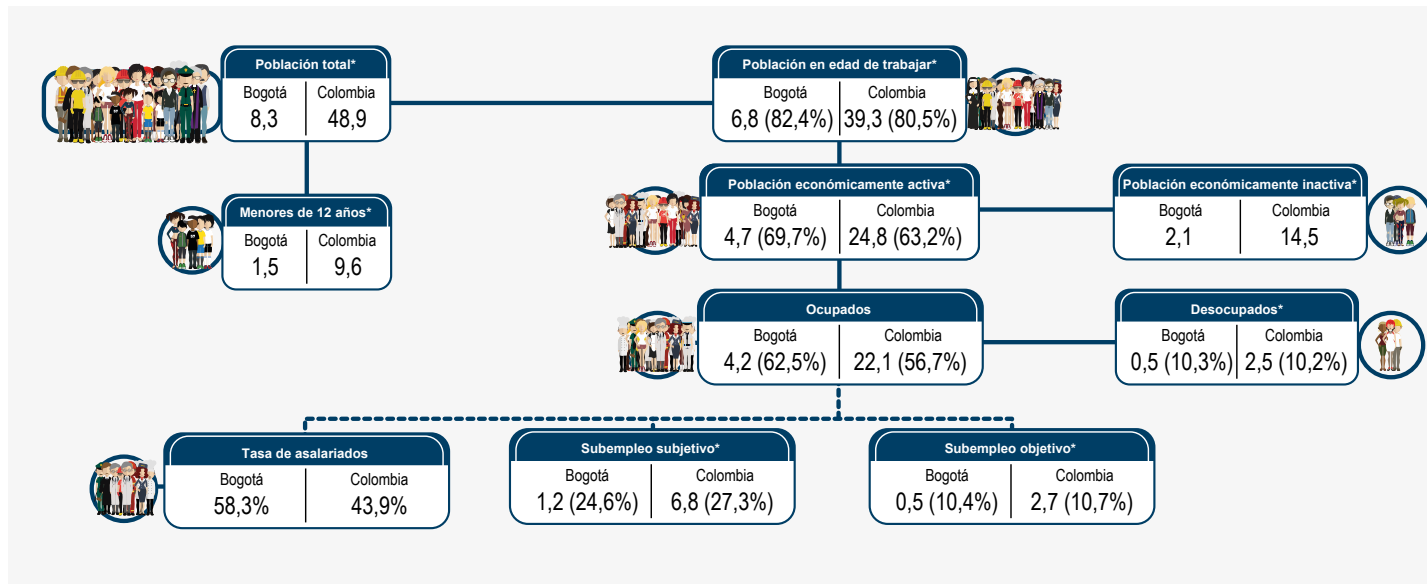 Población total*
Bogotá Colombia
8,3 48,9
Población en edad de trabajar*
Bogotá Colombia
6,8 (82,4%) 39,3 (80,5%)
Menores de 12 años*
Bogotá Colombia
1,5 9,6
Población económicamente activa*
Bogotá Colombia
4,7 (69,7%) 24,8 (63,2%)
Población económicamente inactiva*
Bogotá Colombia
2,1 14,5
Ocupados
Bogotá Colombia
4,2 (62,5%) 22,1 (56,7%)
Desocupados*
Bogotá Colombia
0,5 (10,3%) 2,5 (10,2%)
Tasa de asalariados
Bogotá Colombia
58,3% 43,9%
Subempleo subjetivo*
Bogotá Colombia
1,2 (24,6%) 6,8 (27,3%)
Subempleo objetivo*
Bogotá Colombia
0,5 (10,4%) 2,7 (10,7%)